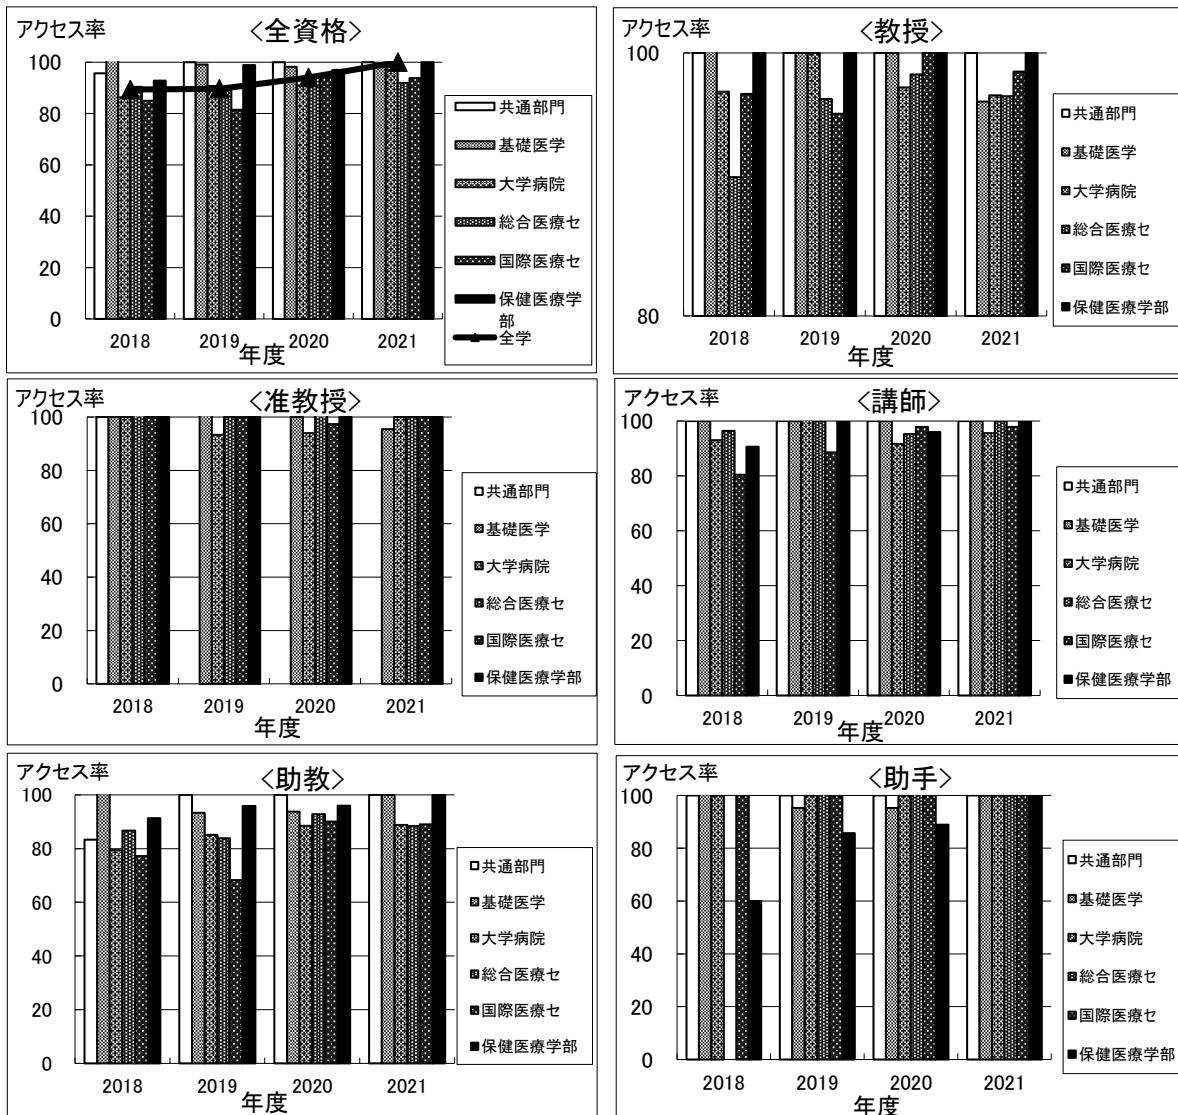 アクセス率
<全資格>
100
80
60
40
20
0
2018
2019
2020
2021
年度
共通部門
基礎医学
大学病院
総合医療セ
国際医療セ
保健医療学
部
全学
<教授>
100
80
2018
2019
2020
2021
年度
共通部門
基礎医学
大学病院
総合医療セ
国際医療セ
保健医療学部
アクセス率
<准教授>
100
80
60
40
20
0
2018
2019
2020
2021
年度
共通部門
基礎医学
大学病院
総合医療セ
国際医療セ
保健医療学部
アクセス率
<講師>
100
80
60
40
20
0
2018
2019
2020
2021
年度
共通部門
基礎医学
大学病院
総合医療セ
国際医療セ
保健医療学部
アクセス率
<助教>
100
80
60
40
20
0
2018
2019
2020
2021
年度
共通部門
基礎医学
大学病院
総合医療セ
国際医療セ
保健医療学部
アクセス率
<助手>
100
80
60
40
20
0
2018
2019
2020
2021
年度
共通部門
基礎医学
大学病院
総合医療セ
国際医療セ
保健医療学部